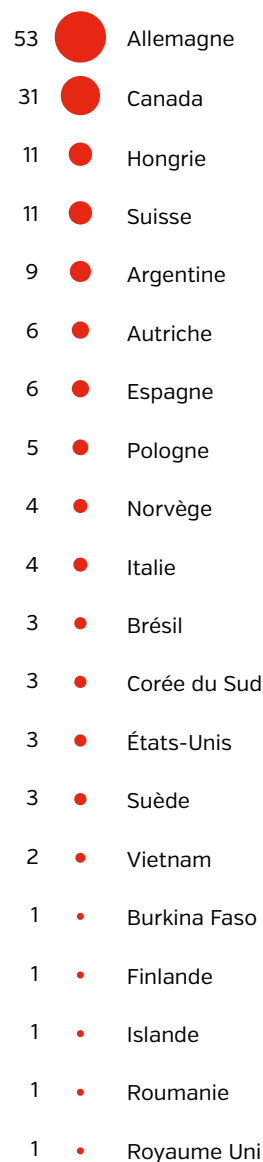 53 Allemagne
31 Canada
11 Hongrie
11 Suisse
9 Argentine
6 Autriche
6 Espagne
5 Pologne
4 Norvège
4 Italie
3 Brésil
3 Corée du Sud
3 États-Unis
3 Suède
2 Vietnam
1 Burkina Faso
1 Finlande
1 Islande
1 Roumanie
1 Royaume Uni